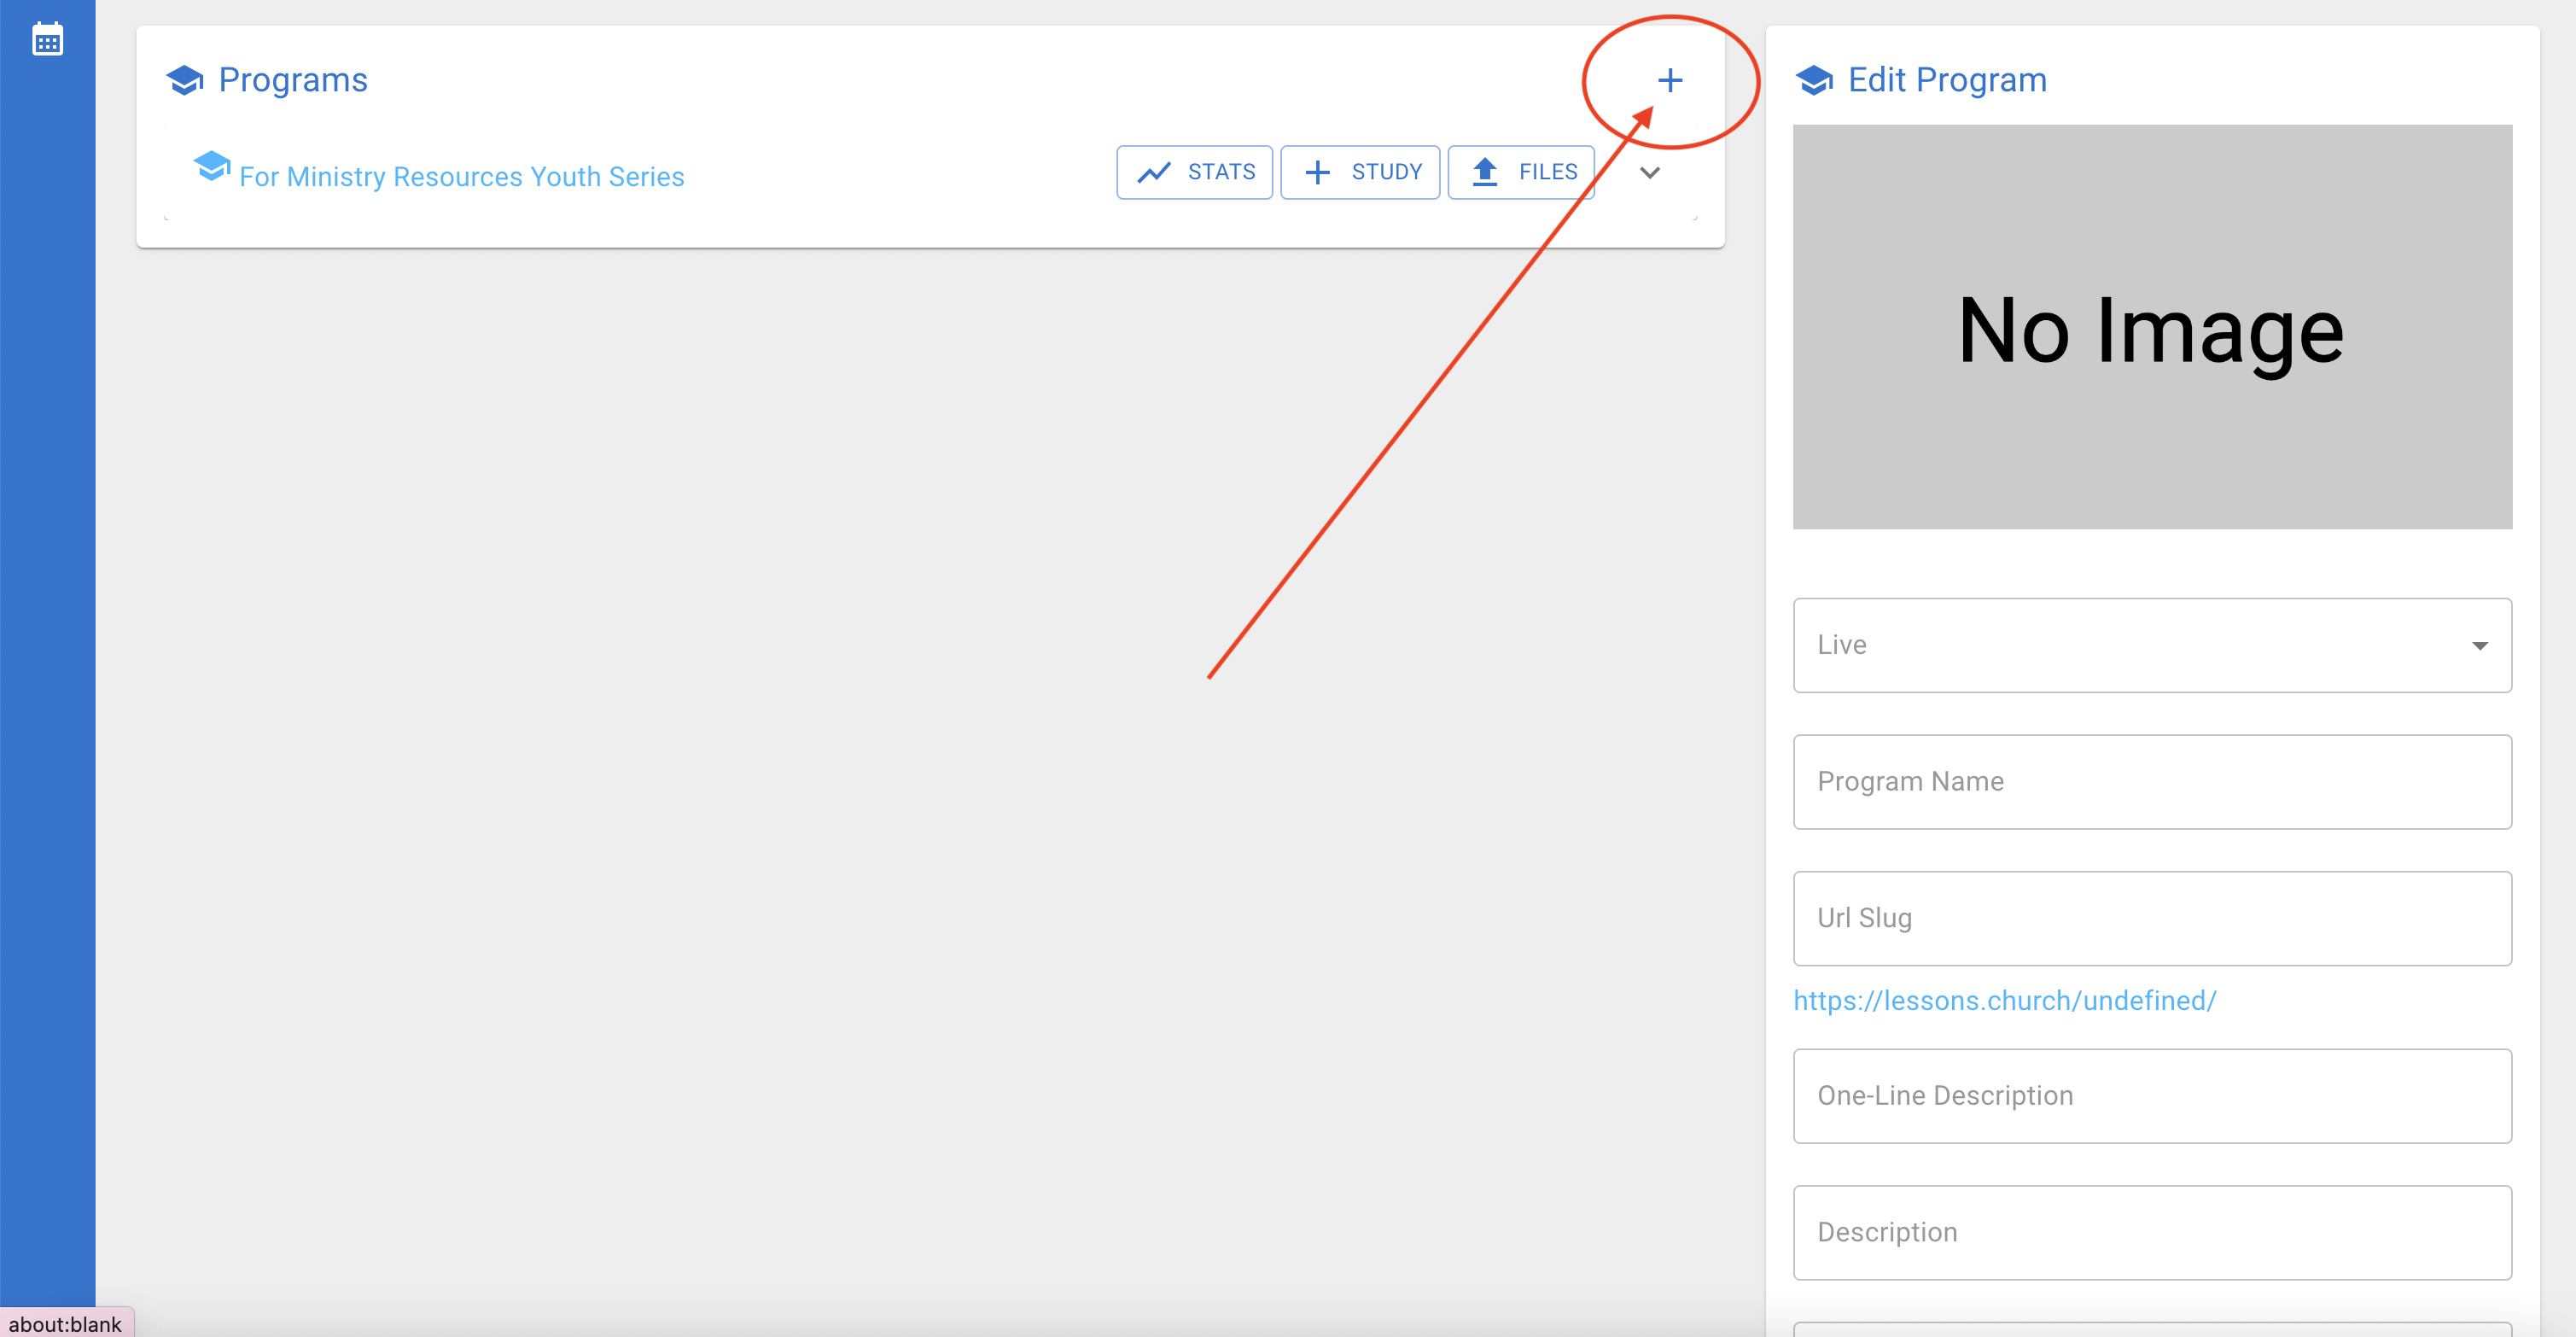 Programs
For Ministry Resources Youth Series
STATS
STUDY
FILES
Edit Program
No Image
Live
Program Name
Url Slug
https://lessons.church/undefined/
One-Line Description
Description
about:blank